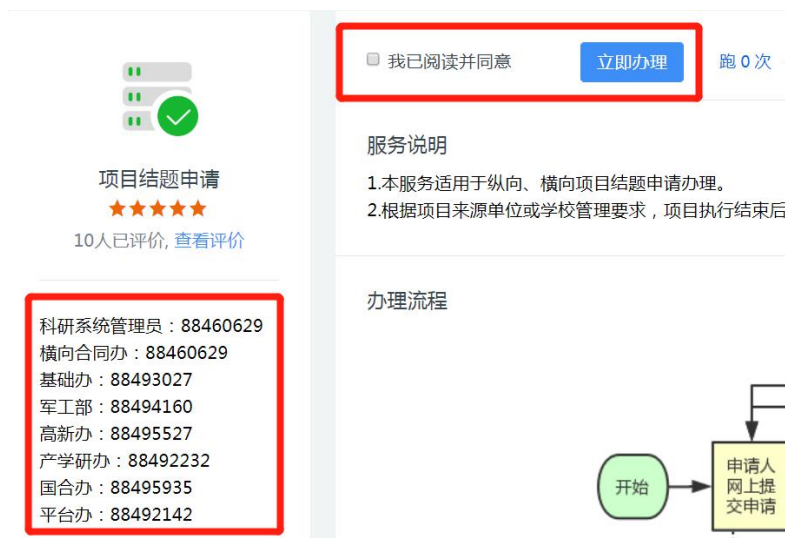 项目结题申请
10人已评价, 查看评价
科研系统管理员：88460629
横向合同办：88460629
基础办：88493027
军工部：88494160
高新办：88495527
产学研办：88492232
国合办：88495935
平台办：88492142
我已阅读并同意
立即办理
跑 0 次
服务说明
1.本服务适用于纵向、横向项目结题申请办理。
2.根据项目来源单位或学校管理要求，项目执行结束后
办理流程
开始
申请人
网上提
交申请